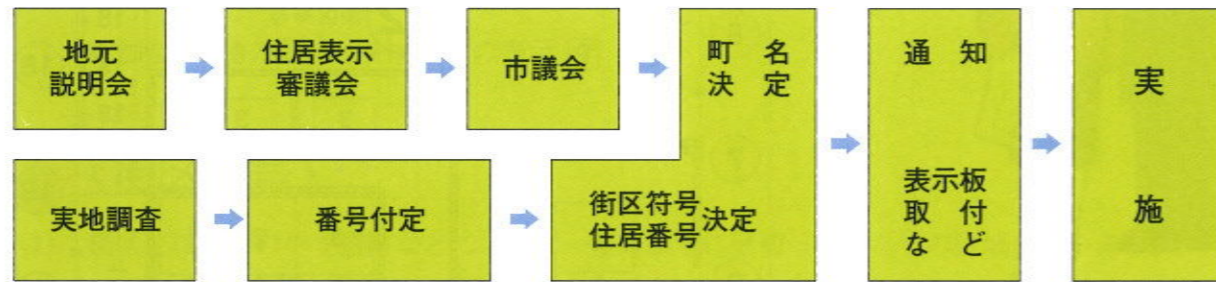 地元
説明会
住居表示
審議会
市議会
町名
決定
実地調査
番号付定
街区符号
住居番号
決定
通知
表示板
取付
など
実
施